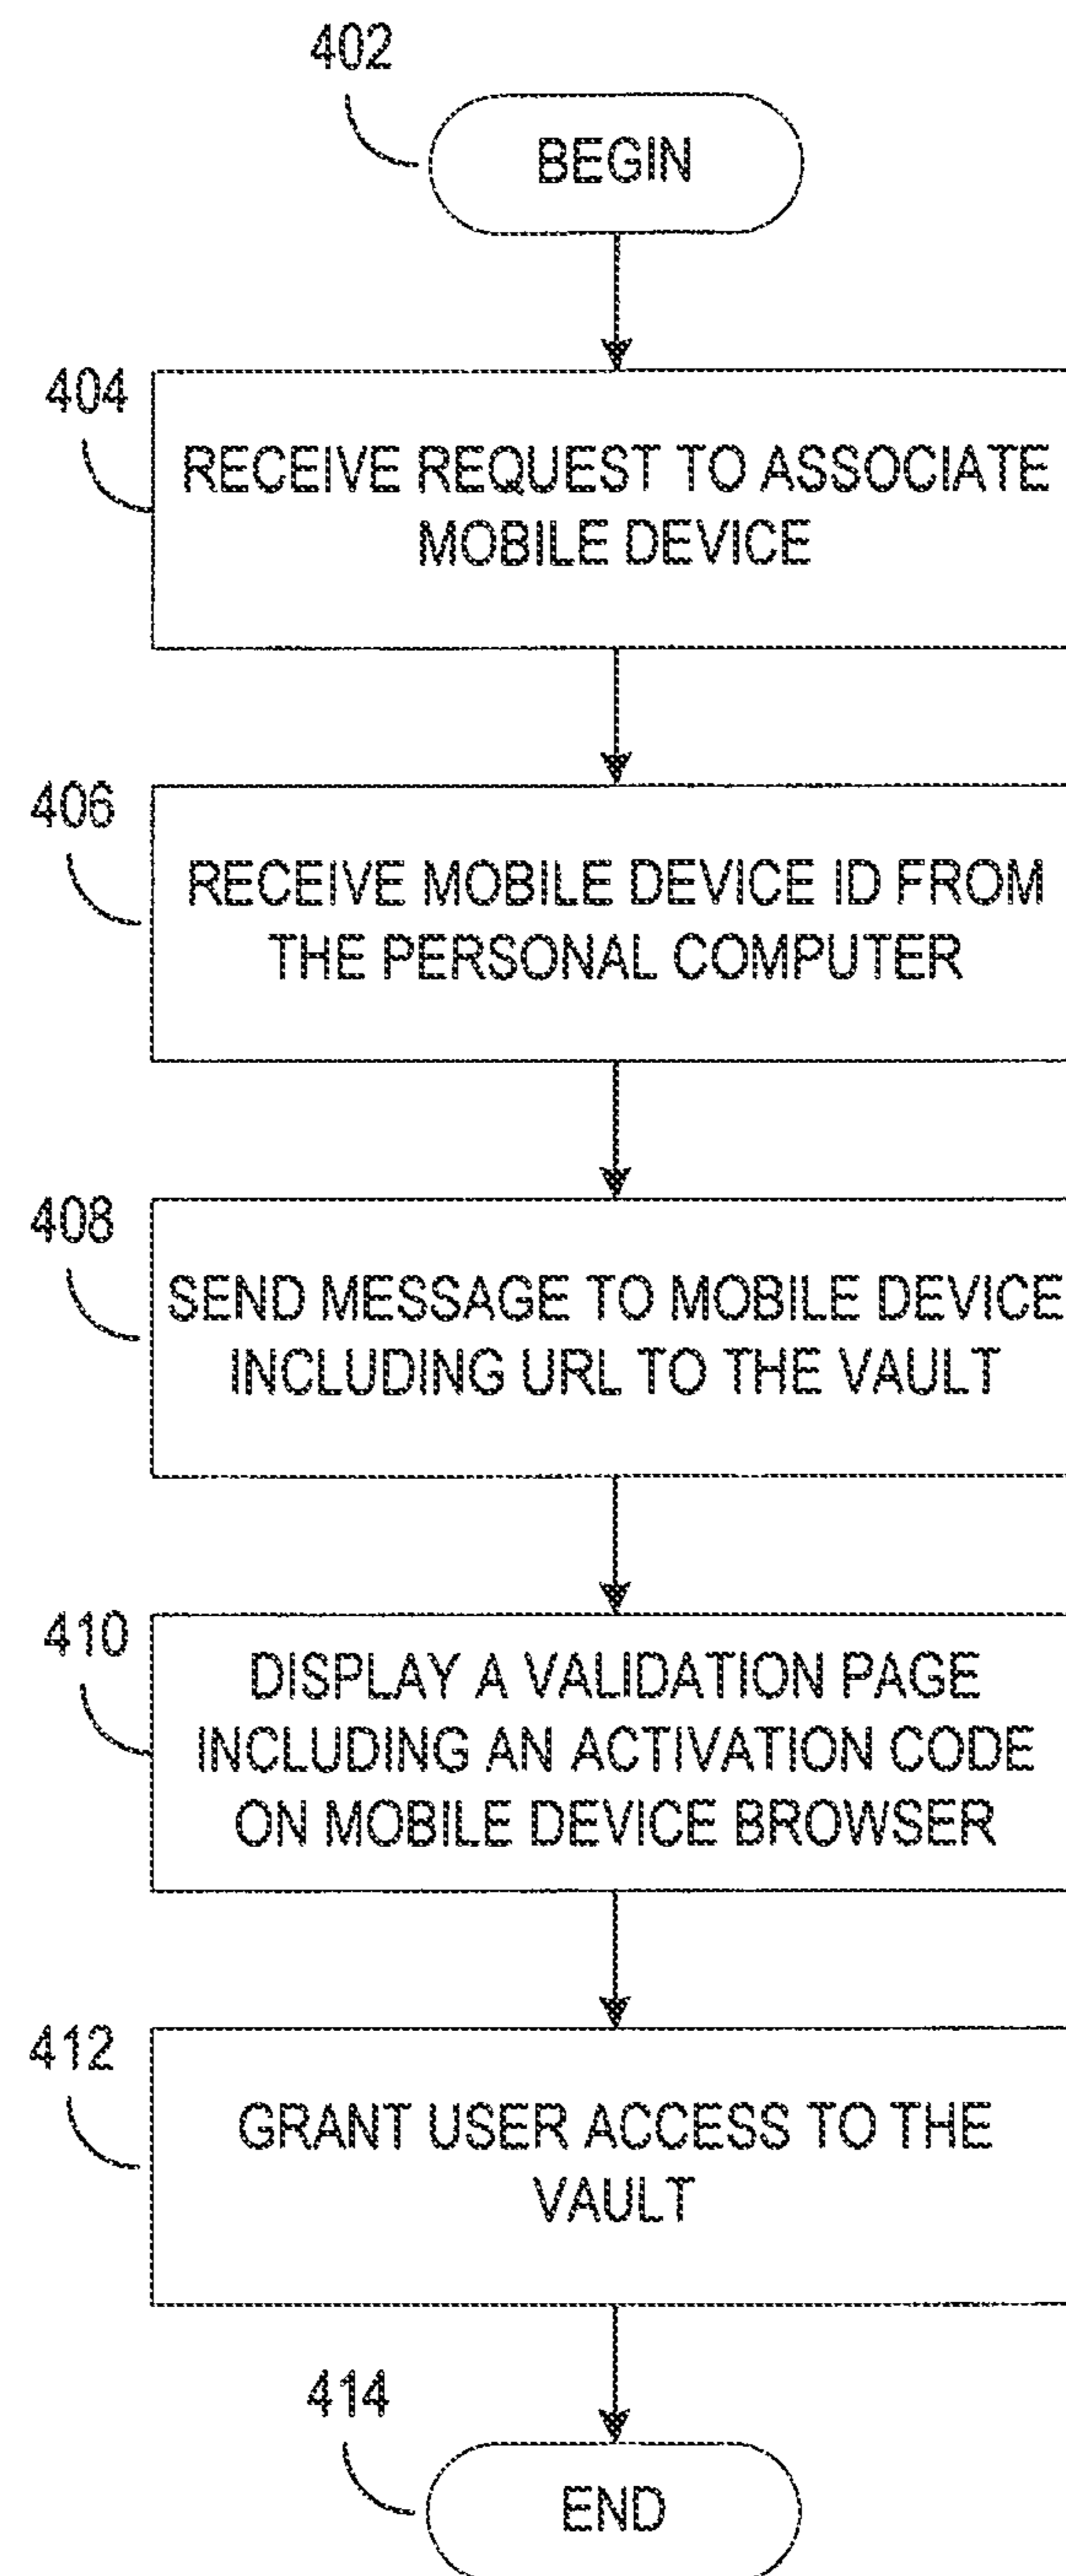 402
BEGIN
404
RECEIVE REQUEST TO ASSOCIATE
MOBILE DEVICE
406
RECEIVE MOBILE DEVICE ID FROM
THE PERSONAL COMPUTER
408
SEND MESSAGE TO MOBILE DEVICE
INCLUDING URL TO THE VAULT
410
DISPLAY A VALIDATION PAGE
INCLUDING AN ACTIVATION CODE
ON MOBILE DEVICE BROWSER
412
GRANT USER ACCESS TO THE
VAULT
414
END